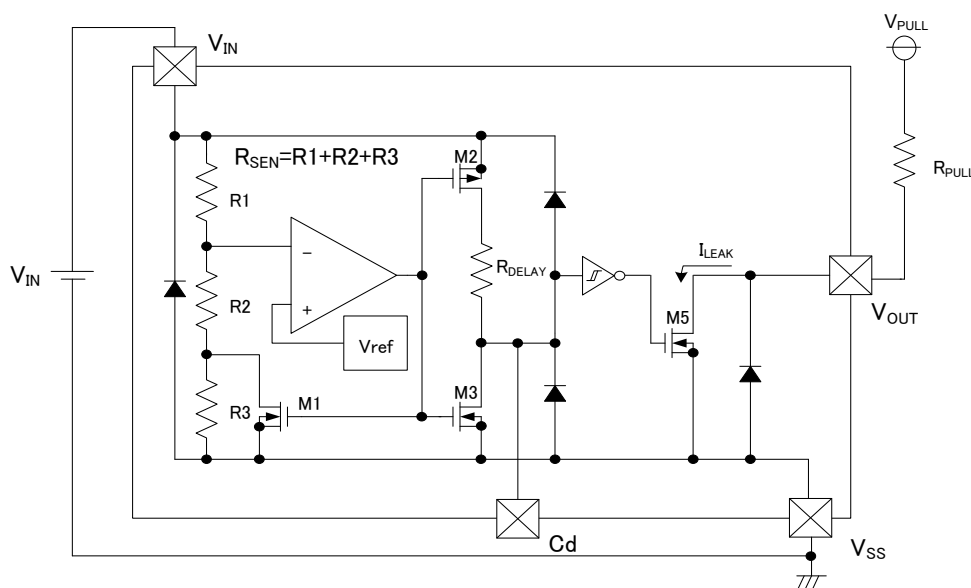 VIN
VPULL
RSEN=R1+R2+R3
M2
R1
RPULL
−
RDELAY
ILEAK
VIN
R2
+
Vref
M5
VOUT
R3
M1
M3
Cd
VSS